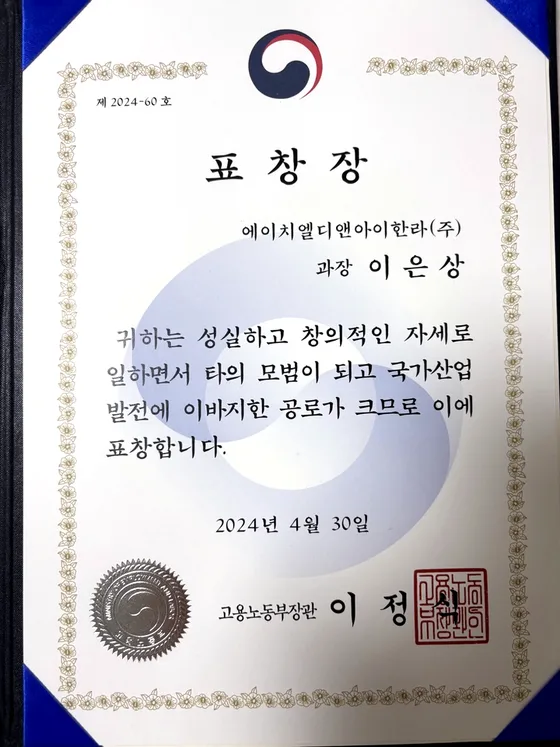 제 2024-60 호
표 창 장
에이치엘디앤아이한라(주)
과장 이 은 상
귀하는 성실하고 창의적인 자세로
일하면서 타의 모범이 되고 국가산업
발전에 이바지한 공로가 크므로 이에
표창합니다.
2024년 4월 30일
고용노동부장관 이 정 식